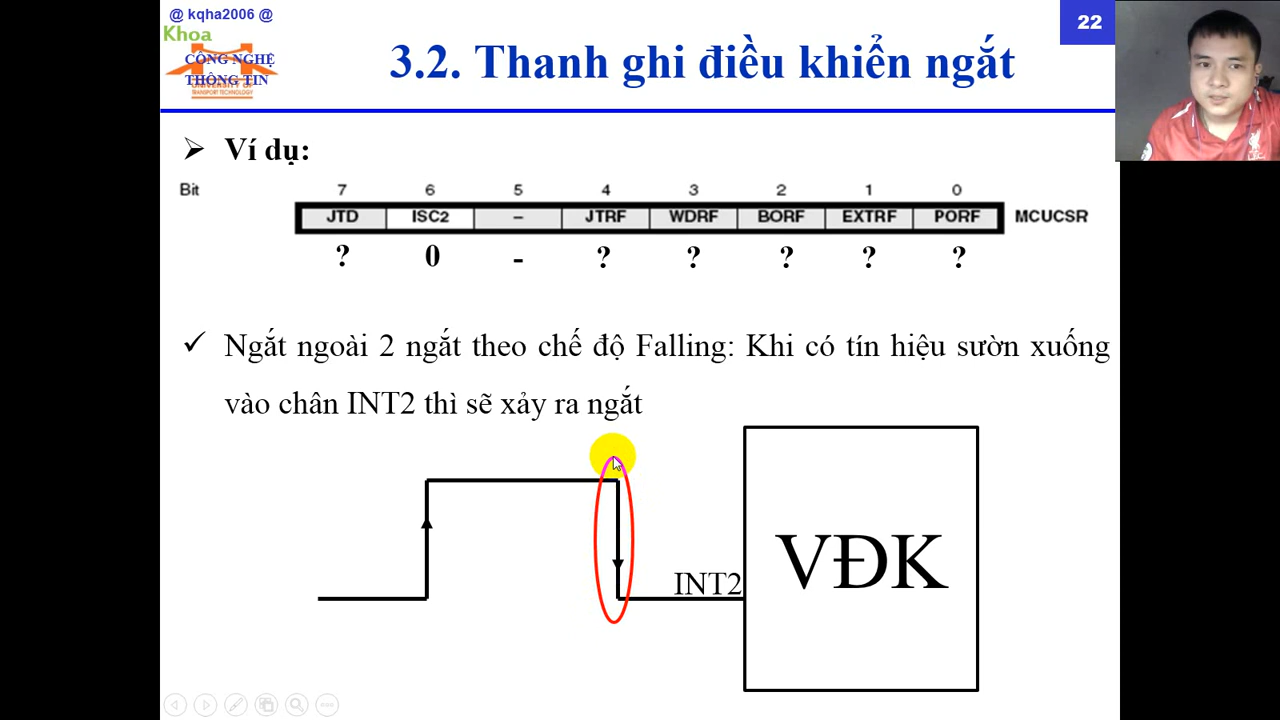 @ kqha2006 @
22
Khoa
CÔNG NGHỆ
THÔNG TIN
UNIVERSITY OF
TRANSPORT TECHNOLOGY
3.2. Thanh ghi điều khiển ngắt
Ví dụ:
Bit 7 6 5 4 3 2 1 0
JTD ISC2 – JTRF WDRF BORF EXTRF PORF MCUCSR
? 0 - ? ? ? ? ?
Ngắt ngoài 2 ngắt theo chế độ Falling: Khi có tín hiệu sườn xuống
vào chân INT2 thì sẽ xảy ra ngắt
VĐK
INT2